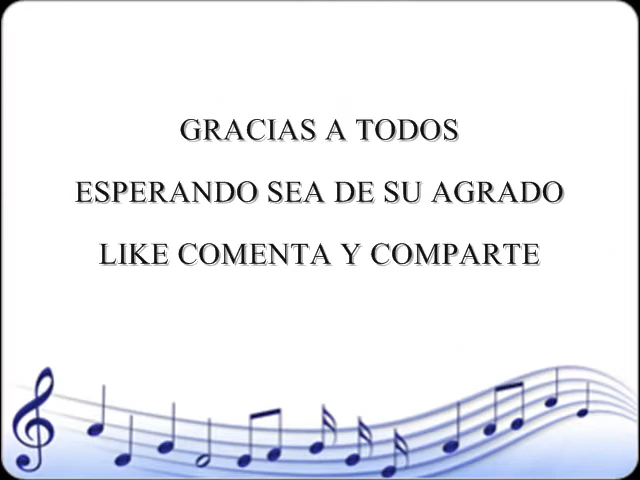 GRACIAS A TODOS
ESPERANDO SEA DE SU AGRADO
LIKE COMENTA Y COMPARTE